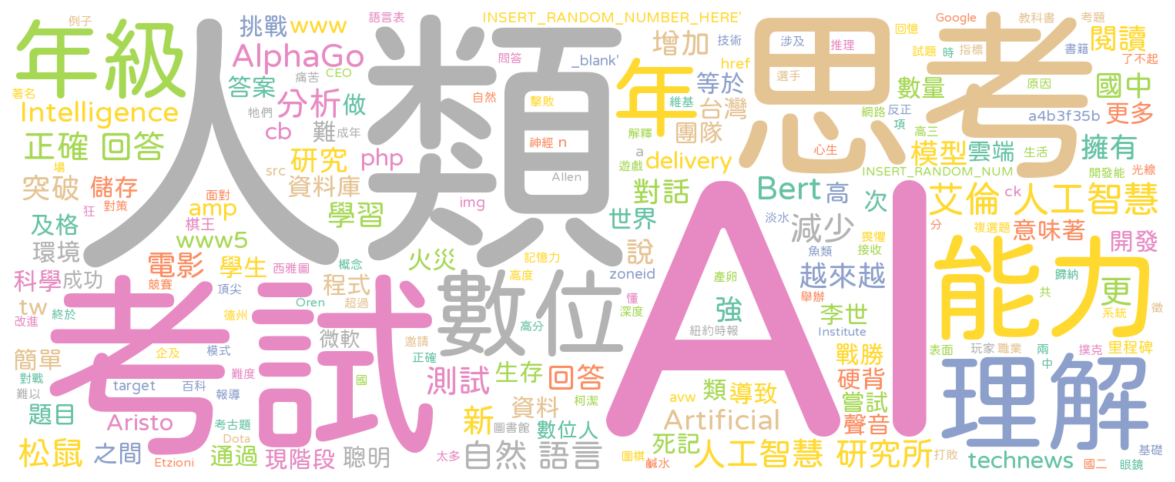 人類
思考
AI
考試
能力
理解
數位
年級
年
挑戰
www
語言表
例子
INSERT_RANDOM_NUMBER_HERE'
AlphaGo
問答
_blank'
增加
技術
涉及
推理
回憶
Google
教科書
考題
試題
時
指標
書籍
閱讀
了不起
答案
痛苦
CEO
href
選手
等於
原因
著名
Intelligence
分析
做
牠們
自然
擊敗
維基
台灣
數量
國中
網路
反正
項
高三
a4b3f35b
更多
正確 回答
cb
難
成年
神經
n
解釋
團隊
心生
模型
雲端
生活
擁有
場
研究
php
a
遊戲
delivery
INSERT_RANDOM_NUM
開發能
光線
突破
儲存
面對
src
資料庫
Allen
img
對話
Bert
高
次
淡水
畏懼
複選題
ck
艾倫
人工智慧
狂
對策
amp
棋王
學習
及格
www5
世界
減少
魚類
接收
分
概念
意味著
開發
環境
電影
學生
西雅圖
火災
記憶力
說
zoneid
產卵
越來越
歸納
更
科學
成功
競賽
頂尖
Oren
程式
超過
高度
懂
深度
強
舉辦
李世
共
系統
徵
tw
改進
終於
德州
微軟
邀請
高分
正確
紐約時報
Institute
戰勝
表面
玩家
職業
兩
中
撲克
里程碑
簡單
企及
模式
對戰
難以
target
百科
報導
難度
國
測試
生存
回答
柯潔
類
導致
硬背
avw
嘗試
題目
Aristo
考古題
Dota
新
圖書館
資料
數位人
Artificial
聲音
松鼠
之間
Etzioni
通過
現階段
聰明
太多
自然
語言
圍棋
鹹水
死記
人工智慧
研究所
打敗
technews
國二
眼鏡
基礎